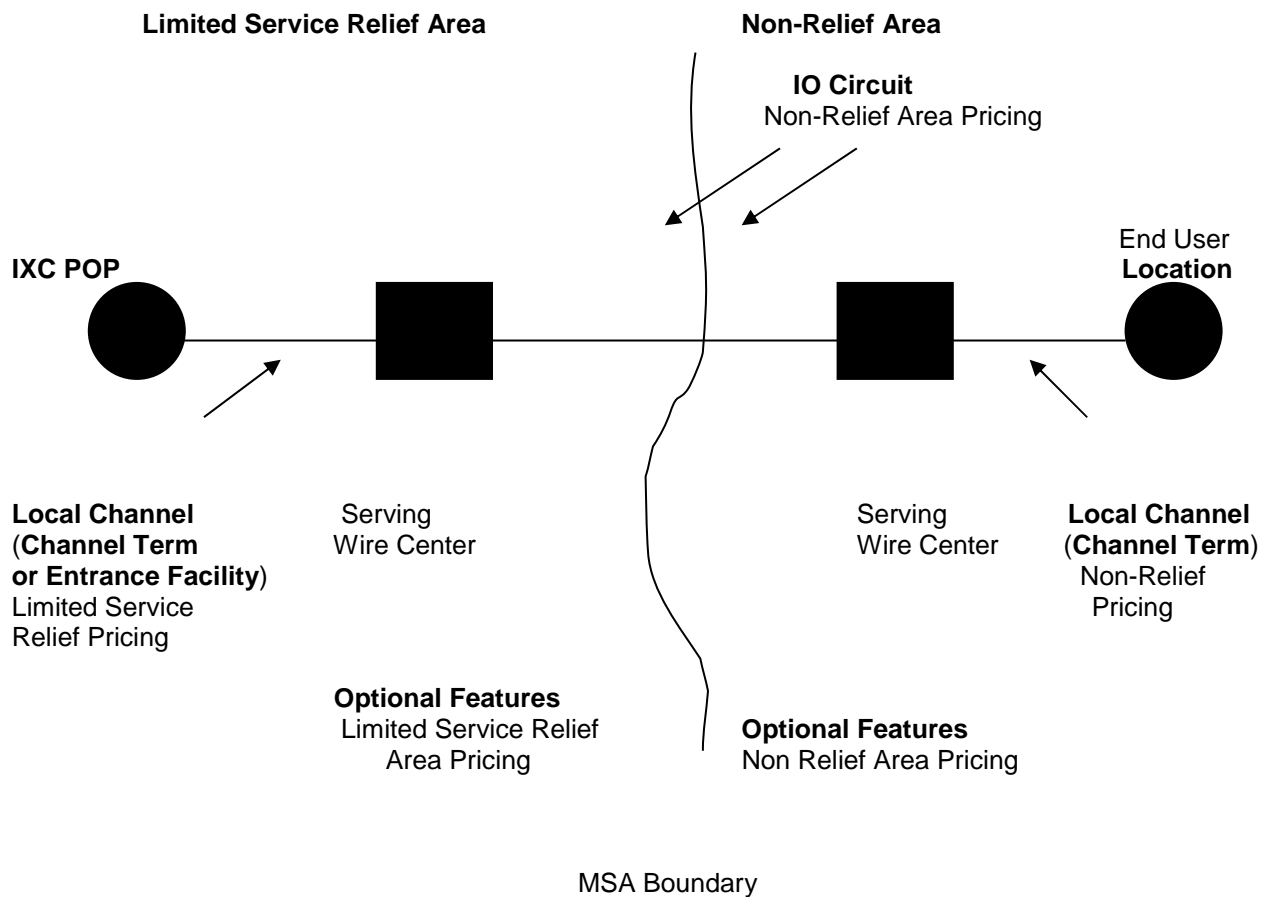 Limited Service Relief Area
Non-Relief Area
IO Circuit
Non-Relief Area Pricing
IXC POP
End User
Location
Local Channel
(Channel Term
or Entrance Facility)
Limited Service
Relief Pricing
Serving
Wire Center
Serving
Wire Center
Local Channel
(Channel Term)
Non-Relief
Pricing
Optional Features
Limited Service Relief
Area Pricing
Optional Features
Non Relief Area Pricing
MSA Boundary